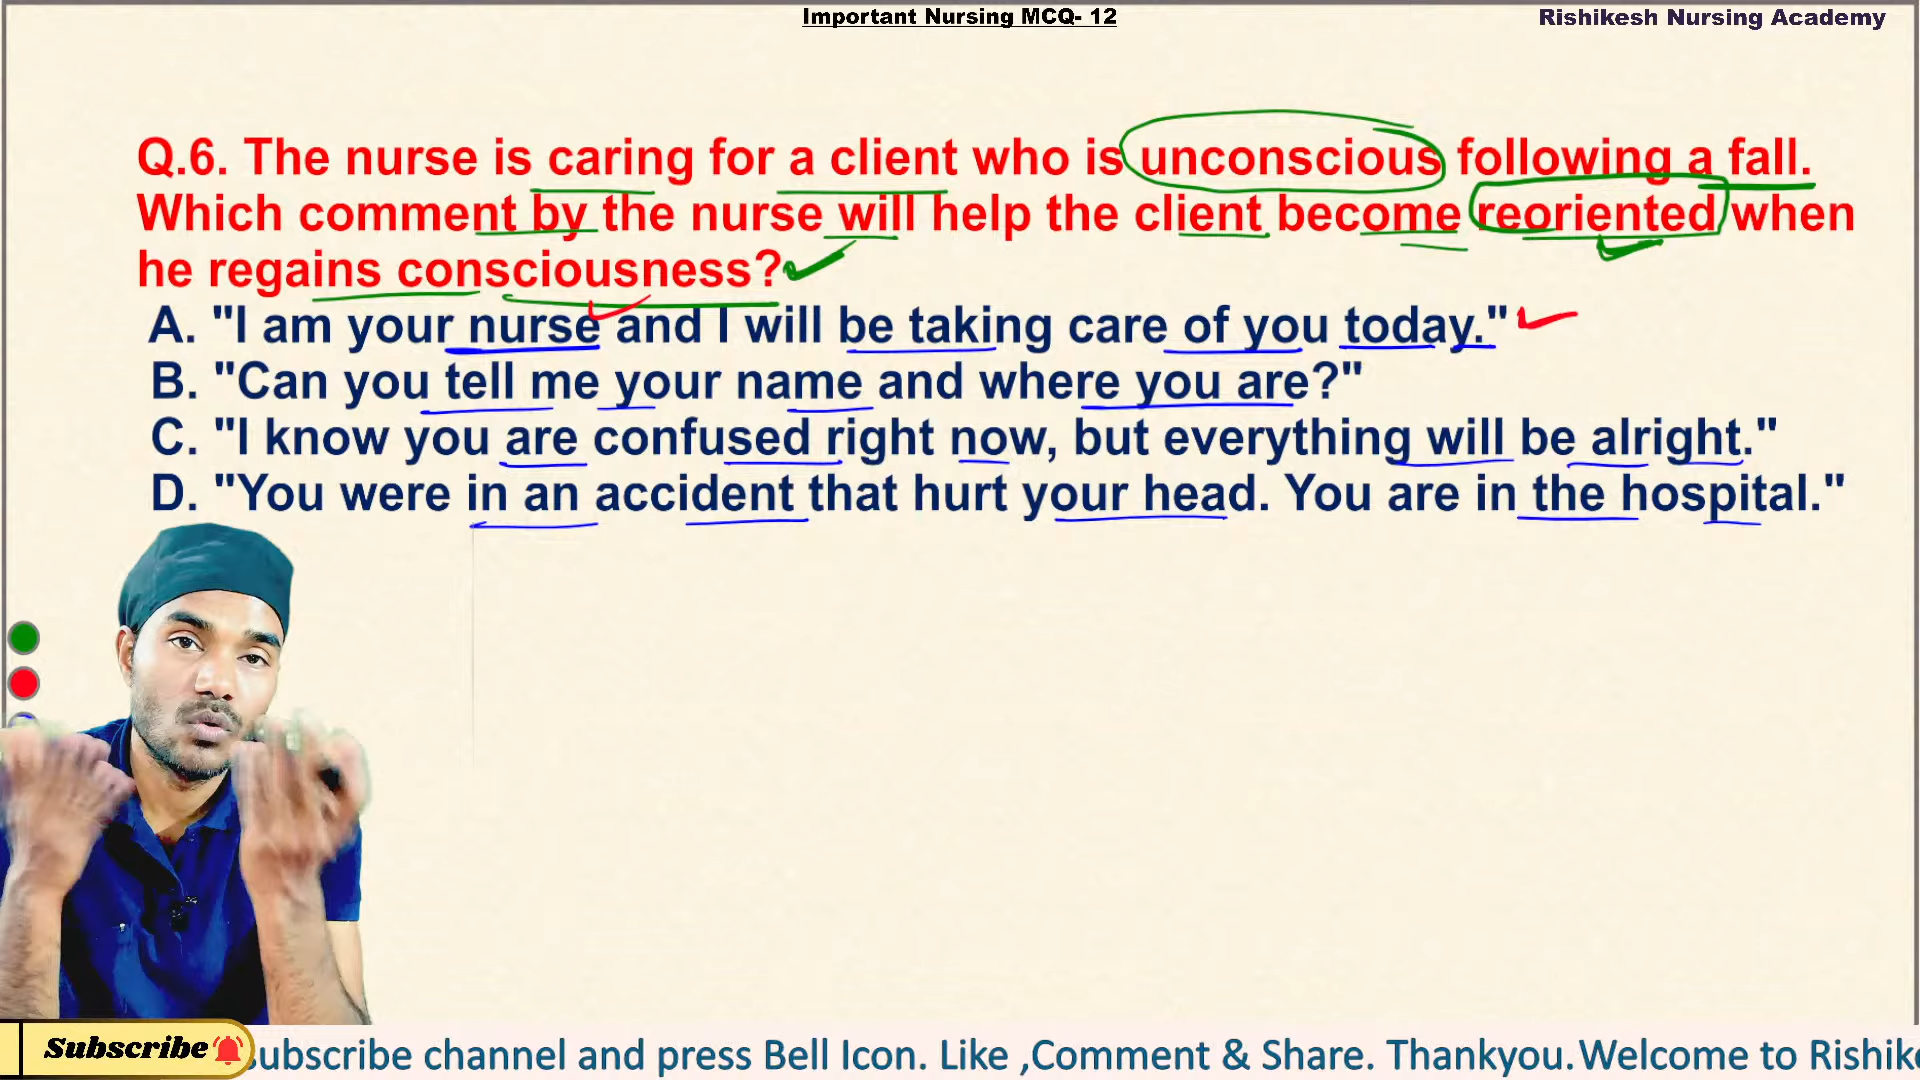 Important Nursing MCQ- 12
Rishikesh Nursing Academy
Q.6. The nurse is caring for a client who is unconscious following a fall.
Which comment by the nurse will help the client become reoriented when
he regains consciousness?
A. "I am your nurse and I will be taking care of you today."
B. "Can you tell me your name and where you are?"
C. "I know you are confused right now, but everything will be alright."
D. "You were in an accident that hurt your head. You are in the hospital."
Subscribe
subscribe channel and press Bell Icon. Like ,Comment & Share. Thankyou.Welcome to